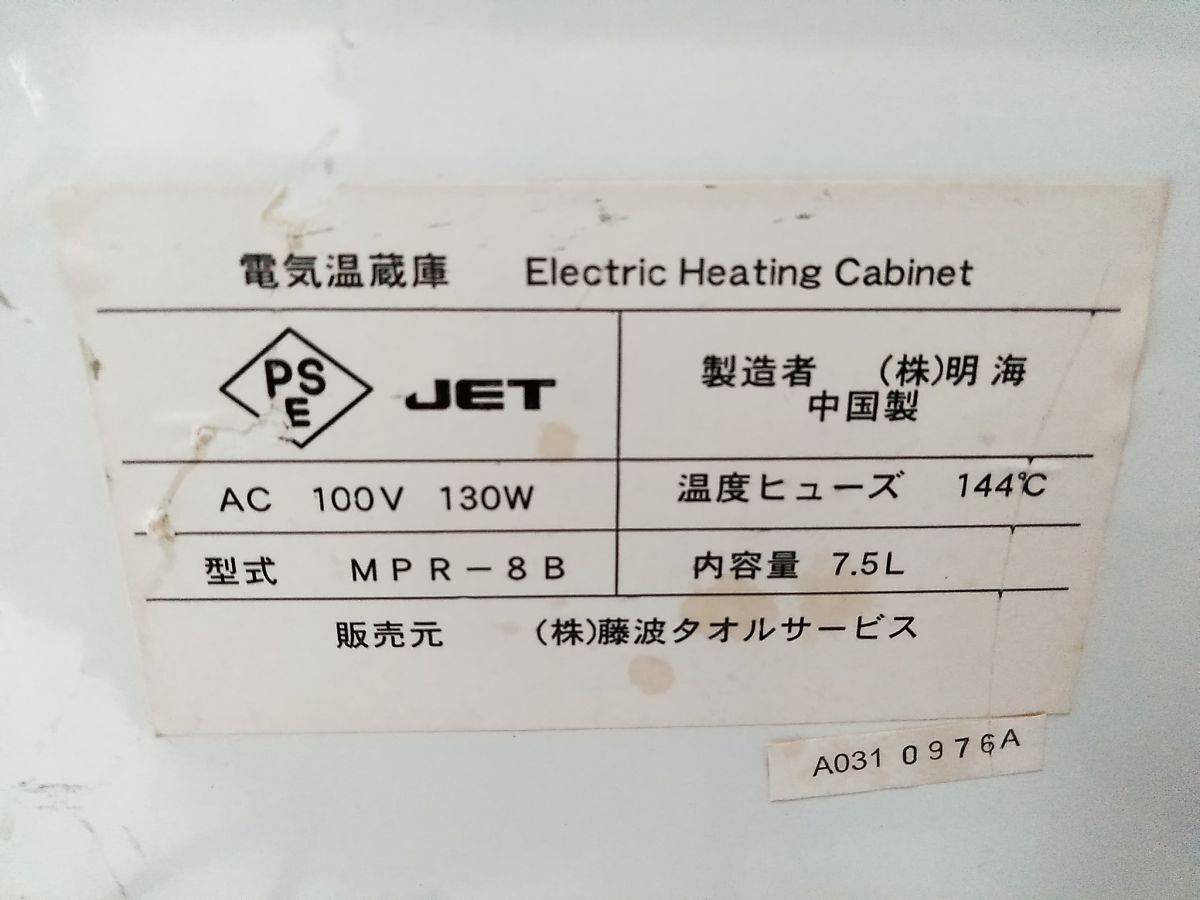 電気温蔵庫 Electric Heating Cabinet
PS
E
JET
製造者 (株)明海
中国製
AC 100V 130W
温度ヒューズ 144℃
型式 MPR-8B
内容量 7.5L
販売元 (株)藤波タオルサービス
A031 0976A